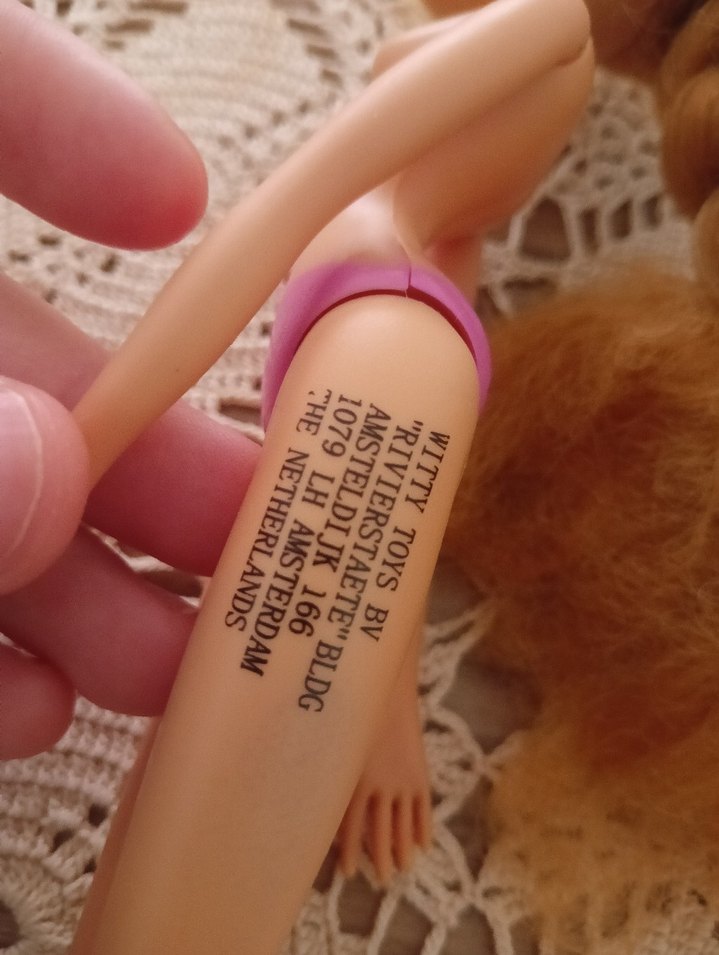 WITTY TOYS BV
"RIVIERSTAETE" BLDG
AMSTELDIJK 166
1079 LH AMSTERDAM
THE NETHERLANDS